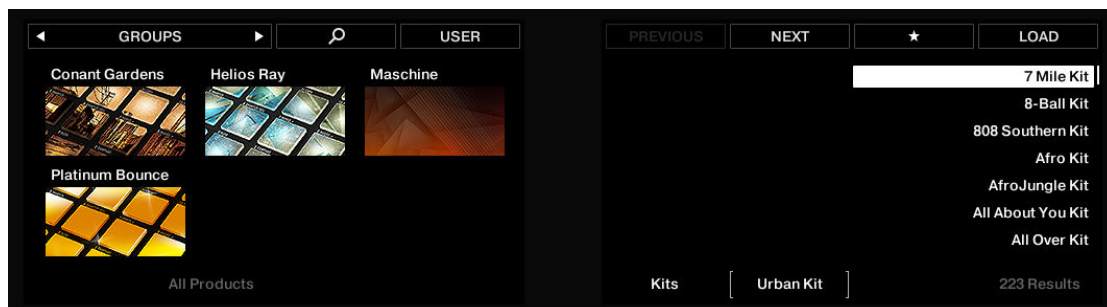 GROUPS
USER
Conant Gardens
Helios Ray
Maschine
Platinum Bounce
All Products
PREVIOUS
NEXT
LOAD
7 Mile Kit
8-Ball Kit
808 Southern Kit
Afro Kit
AfroJungle Kit
All About You Kit
All Over Kit
Kits
Urban Kit
223 Results